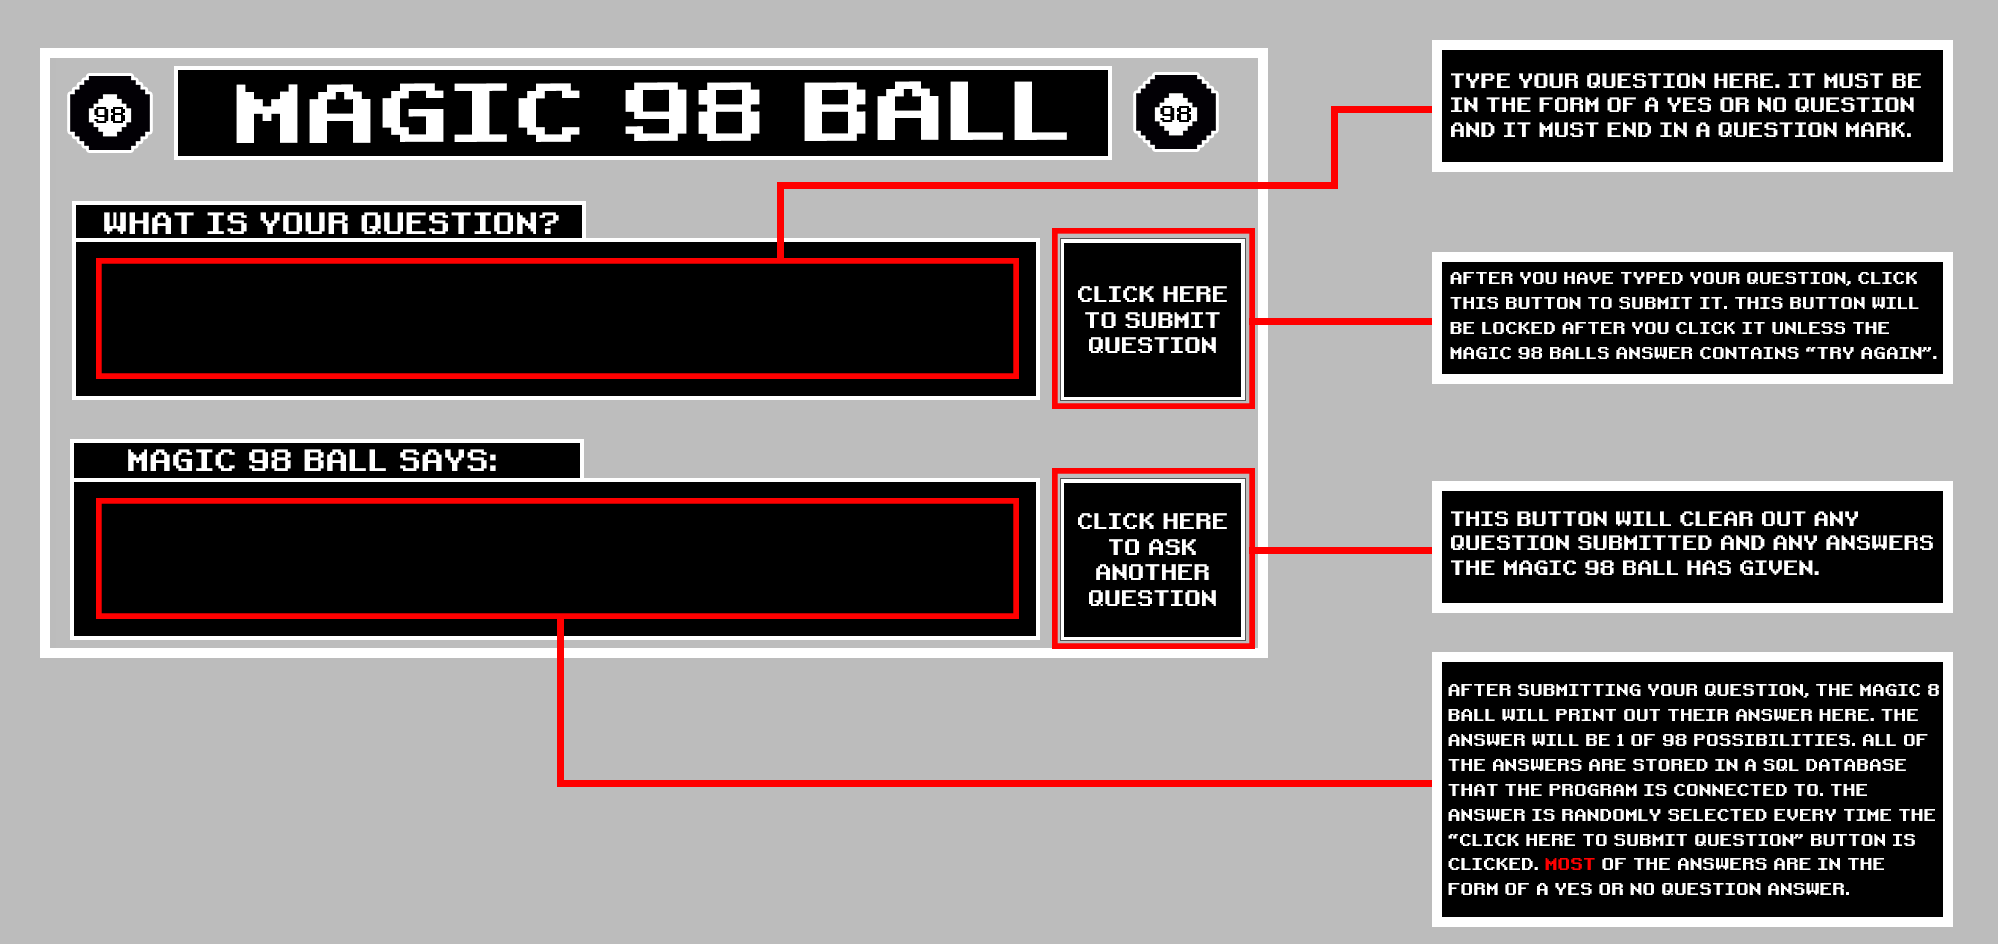 98
MAGIC 98 BALL
98
WHAT IS YOUR QUESTION?
CLICK HERE
TO SUBMIT
QUESTION
MAGIC 98 BALL SAYS:
CLICK HERE
TO ASK
ANOTHER
QUESTION
TYPE YOUR QUESTION HERE. IT MUST BE
IN THE FORM OF A YES OR NO QUESTION
AND IT MUST END IN A QUESTION MARK.
AFTER YOU HAVE TYPED YOUR QUESTION, CLICK
THIS BUTTON TO SUBMIT IT. THIS BUTTON WILL
BE LOCKED AFTER YOU CLICK IT UNLESS THE
MAGIC 98 BALLS ANSWER CONTAINS “TRY AGAIN”.
THIS BUTTON WILL CLEAR OUT ANY
QUESTION SUBMITTED AND ANY ANSWERS
THE MAGIC 98 BALL HAS GIVEN.
AFTER SUBMITTING YOUR QUESTION, THE MAGIC 8
BALL WILL PRINT OUT THEIR ANSWER HERE. THE
ANSWER WILL BE 1 OF 98 POSSIBILITIES. ALL OF
THE ANSWERS ARE STORED IN A SQL DATABASE
THAT THE PROGRAM IS CONNECTED TO. THE
ANSWER IS RANDOMLY SELECTED EVERY TIME THE
“CLICK HERE TO SUBMIT QUESTION” BUTTON IS
CLICKED. MOST OF THE ANSWERS ARE IN THE
FORM OF A YES OR NO QUESTION ANSWER.